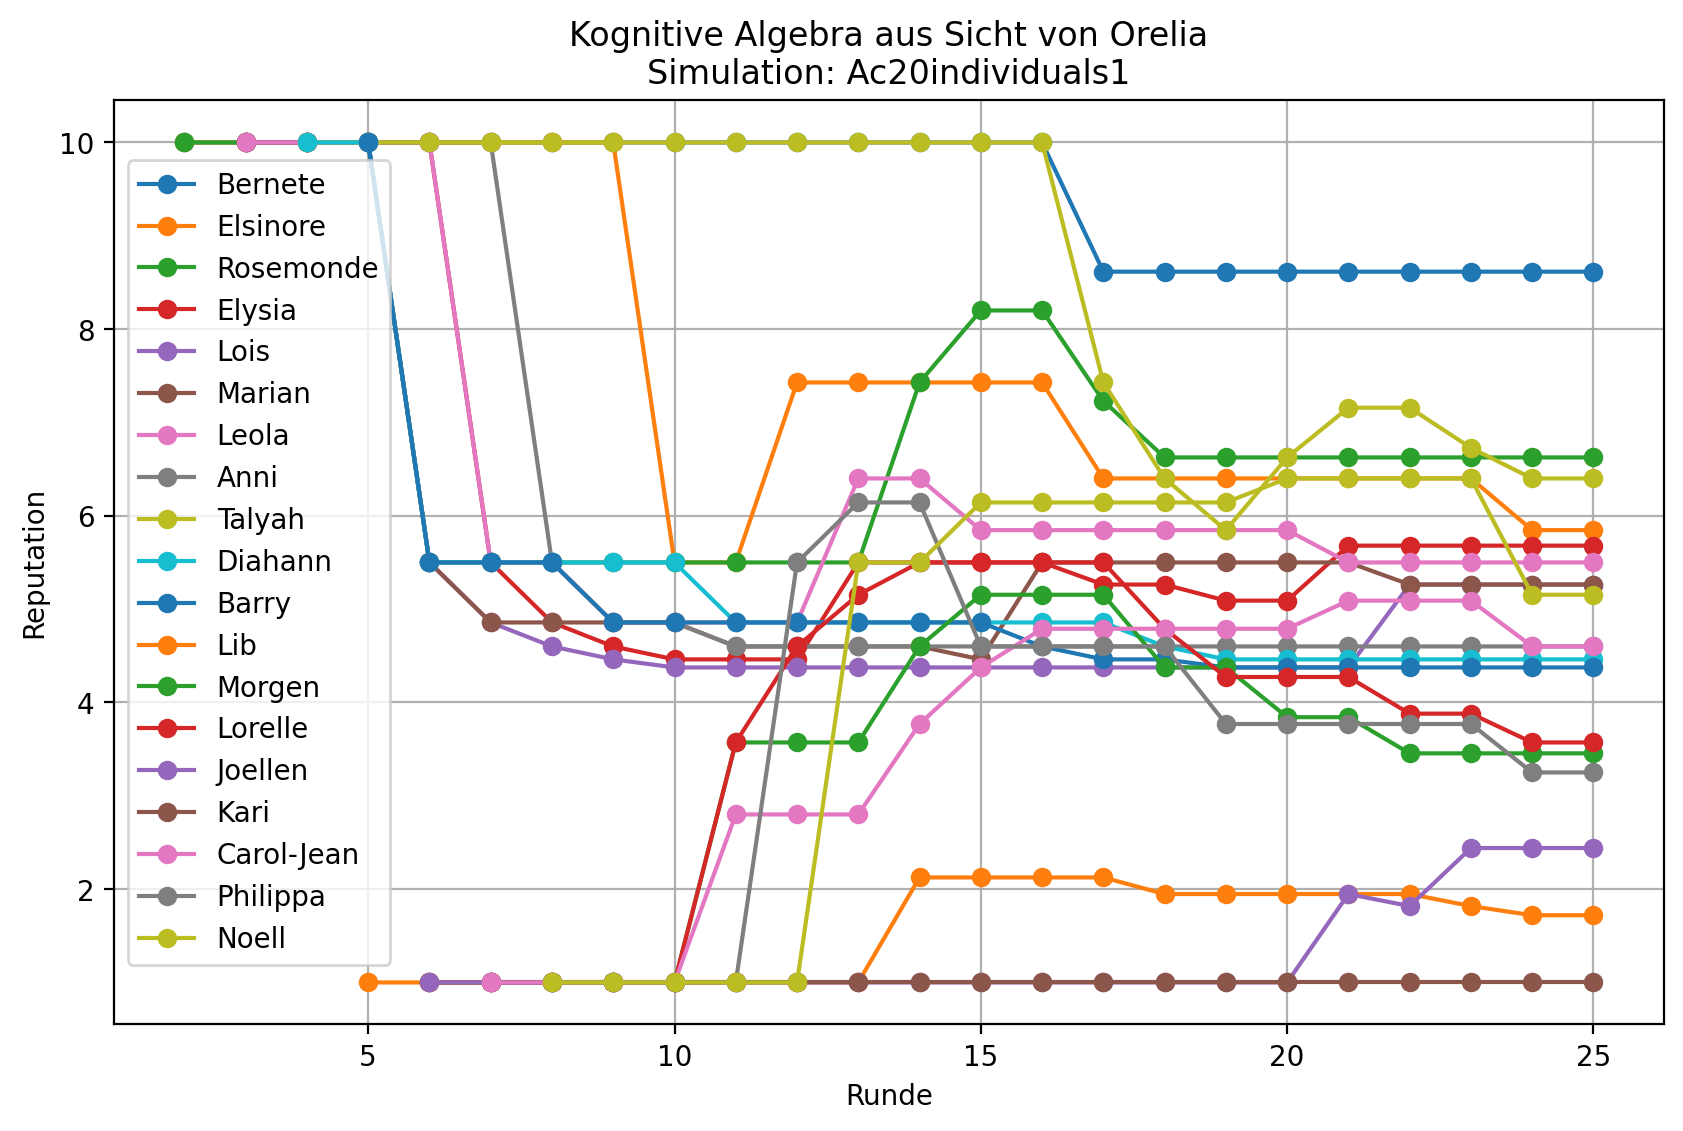 Kognitive Algebra aus Sicht von Orelia
Simulation: Ac20individuals1
Reputation
10
8
6
4
2
Bernete
Elsinore
Rosemonde
Elysia
Lois
Marian
Leola
Anni
Talyah
Diahann
Barry
Lib
Morgen
Lorelle
Joellen
Kari
Carol-Jean
Philippa
Noell
5 10 15 20 25
Runde